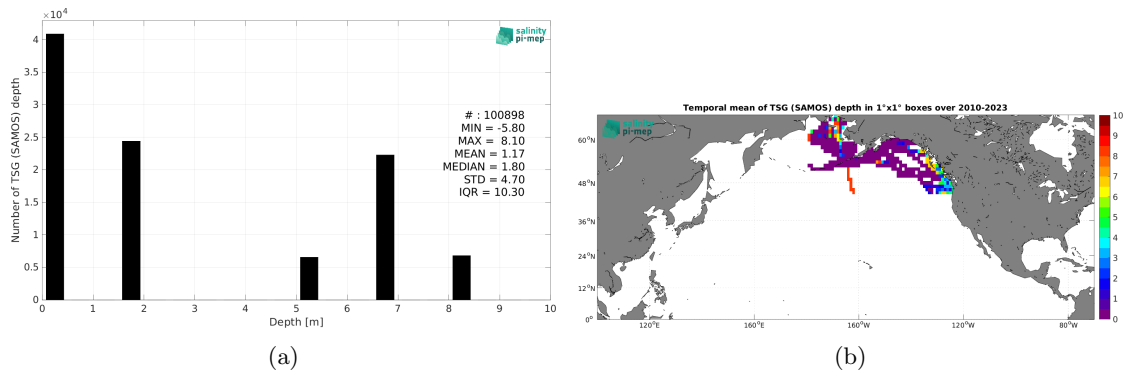 ×10⁴
4
3.5
3
2.5
2
1.5
1
0.5
0
Number of TSG (SAMOS) depth
salinity
pi-mep
# : 100898
MIN = -5.80
MAX = 8.10
MEAN = 1.17
MEDIAN = 1.80
STD = 4.70
IQR = 10.30
0 1 2 3 4 5 6 7 8 9 10
Depth [m]
(a)
Temporal mean of TSG (SAMOS) depth in 1°x1° boxes over 2010-2023
salinity
pi-mep
60°N
48°N
36°N
24°N
12°N
0°
120°E 160°E 160°W 120°W 80°W
10
9
8
7
6
5
4
3
2
1
0
(b)